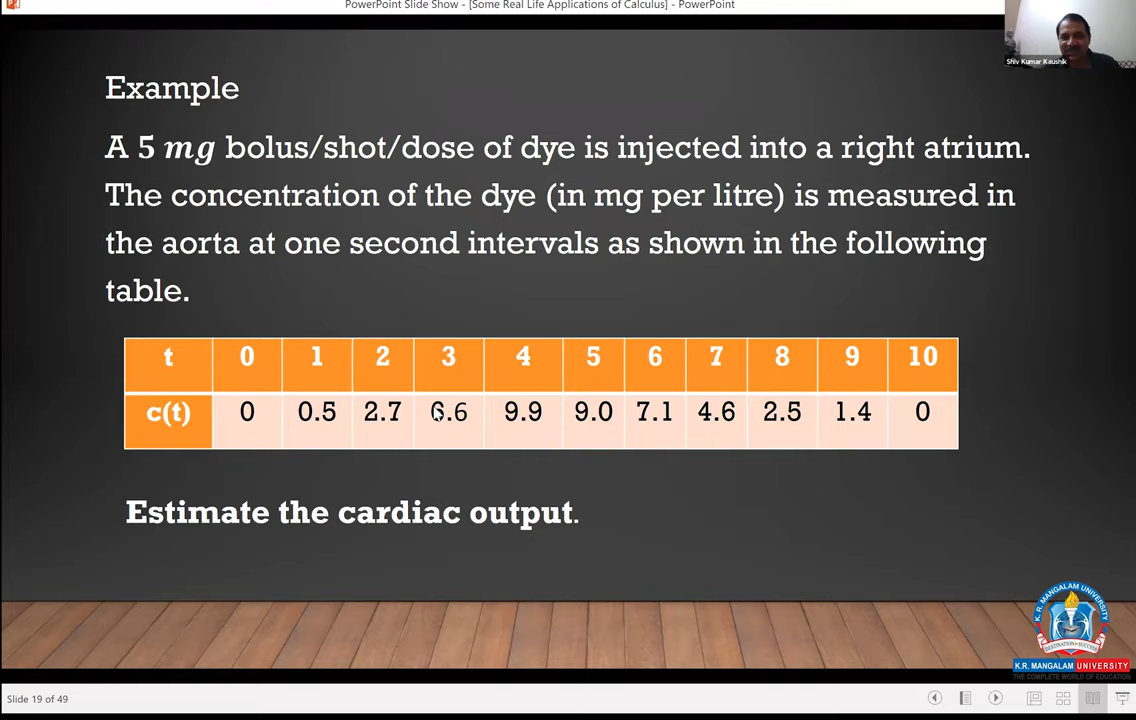 PowerPoint Slide Show - [Some Real Life Applications of Calculus] - PowerPoint
Shiv Kumar Kaushik
Example
A 5 mg bolus/shot/dose of dye is injected into a right atrium.
The concentration of the dye (in mg per litre) is measured in
the aorta at one second intervals as shown in the following
table.
t 0 1 2 3 4 5 6 7 8 9 10
c(t) 0 0.5 2.7 6.6 9.9 9.0 7.1 4.6 2.5 1.4 0
Estimate the cardiac output.
K. R. MANGALAM UNIVERSITY
DESTINATION SUCCESS
K.R. MANGALAM UNIVERSITY
THE COMPLETE WORLD OF EDUCATION
Slide 19 of 49